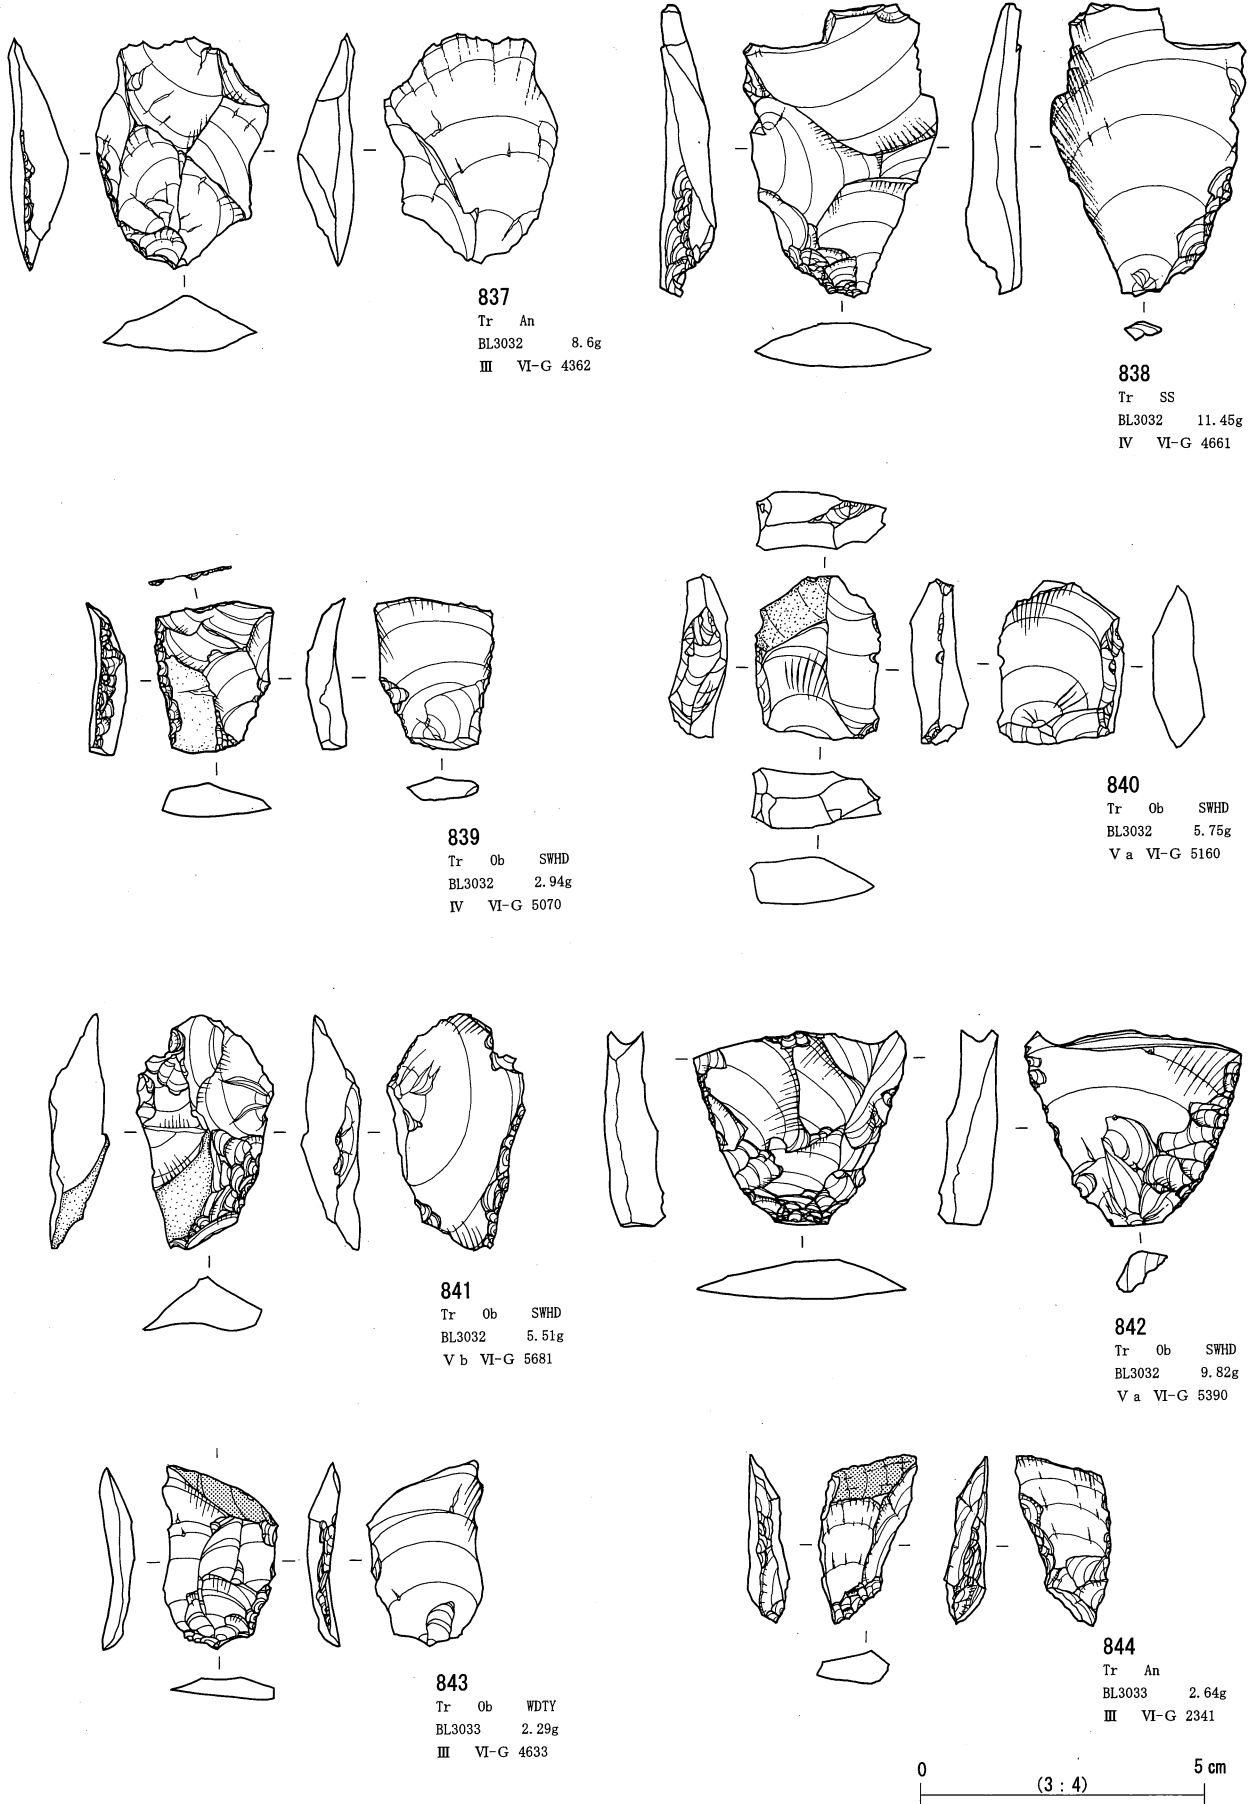 837
Tr An
BL3032 8.6g
Ⅲ Ⅵ-G 4362
838
Tr SS
BL3032 11.45g
Ⅳ Ⅵ-G 4661
839
Tr Ob SWHD
BL3032 2.94g
Ⅳ Ⅵ-G 5070
840
Tr Ob SWHD
BL3032 5.75g
Ⅴa Ⅵ-G 5160
841
Tr Ob SWHD
BL3032 5.51g
Ⅴb Ⅵ-G 5681
842
Tr Ob SWHD
BL3032 9.82g
Ⅴa Ⅵ-G 5390
843
Tr Ob WDTY
BL3033 2.29g
Ⅲ Ⅵ-G 4633
844
Tr An
BL3033 2.64g
Ⅲ Ⅵ-G 2341
0 5 cm
(3 : 4)